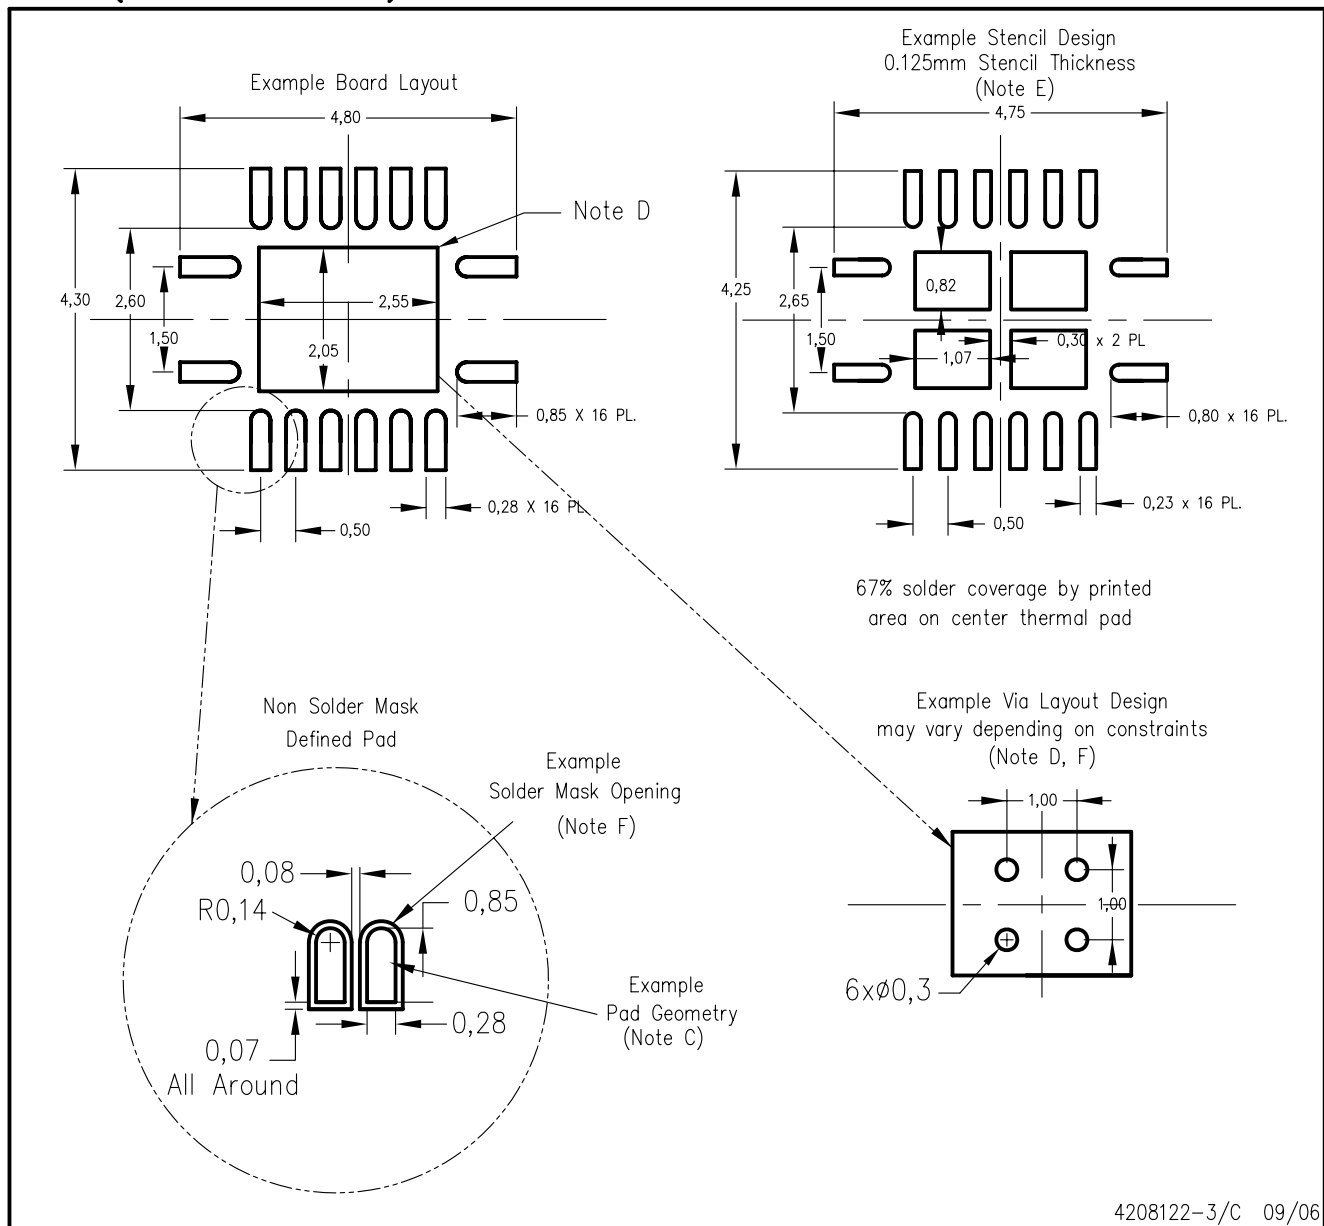 Example Board Layout
4,80
4,30
2,60
1,50
2,55
2,05
Note D
0,85 X 16 PL.
0,28 X 16 PL
0,50
Example Stencil Design
0.125mm Stencil Thickness
(Note E)
4,75
4,25
2,65
1,50
0,82
1,07
0,30 x 2 PL
0,80 x 16 PL.
0,23 x 16 PL.
0,50
67% solder coverage by printed
area on center thermal pad
Non Solder Mask
Defined Pad
Example
Solder Mask Opening
(Note F)
0,08
R0,14
0,85
Example
Pad Geometry
(Note C)
0,28
0,07
All Around
Example Via Layout Design
may vary depending on constraints
(Note D, F)
1,00
1,00
6xø0,3
4208122-3/C 09/06